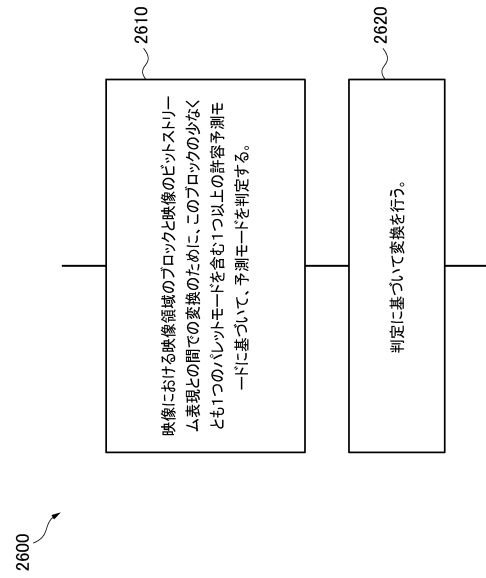 2600
2610
映像における映像領域のブロックと映像のビットストリー
ム表現との間での変換のために、このブロックの少なく
とも1つのパレットモードを含む1つ以上の許容予測モ
ードに基づいて、予測モードを判定する。
2620
判定に基づいて変換を行う。